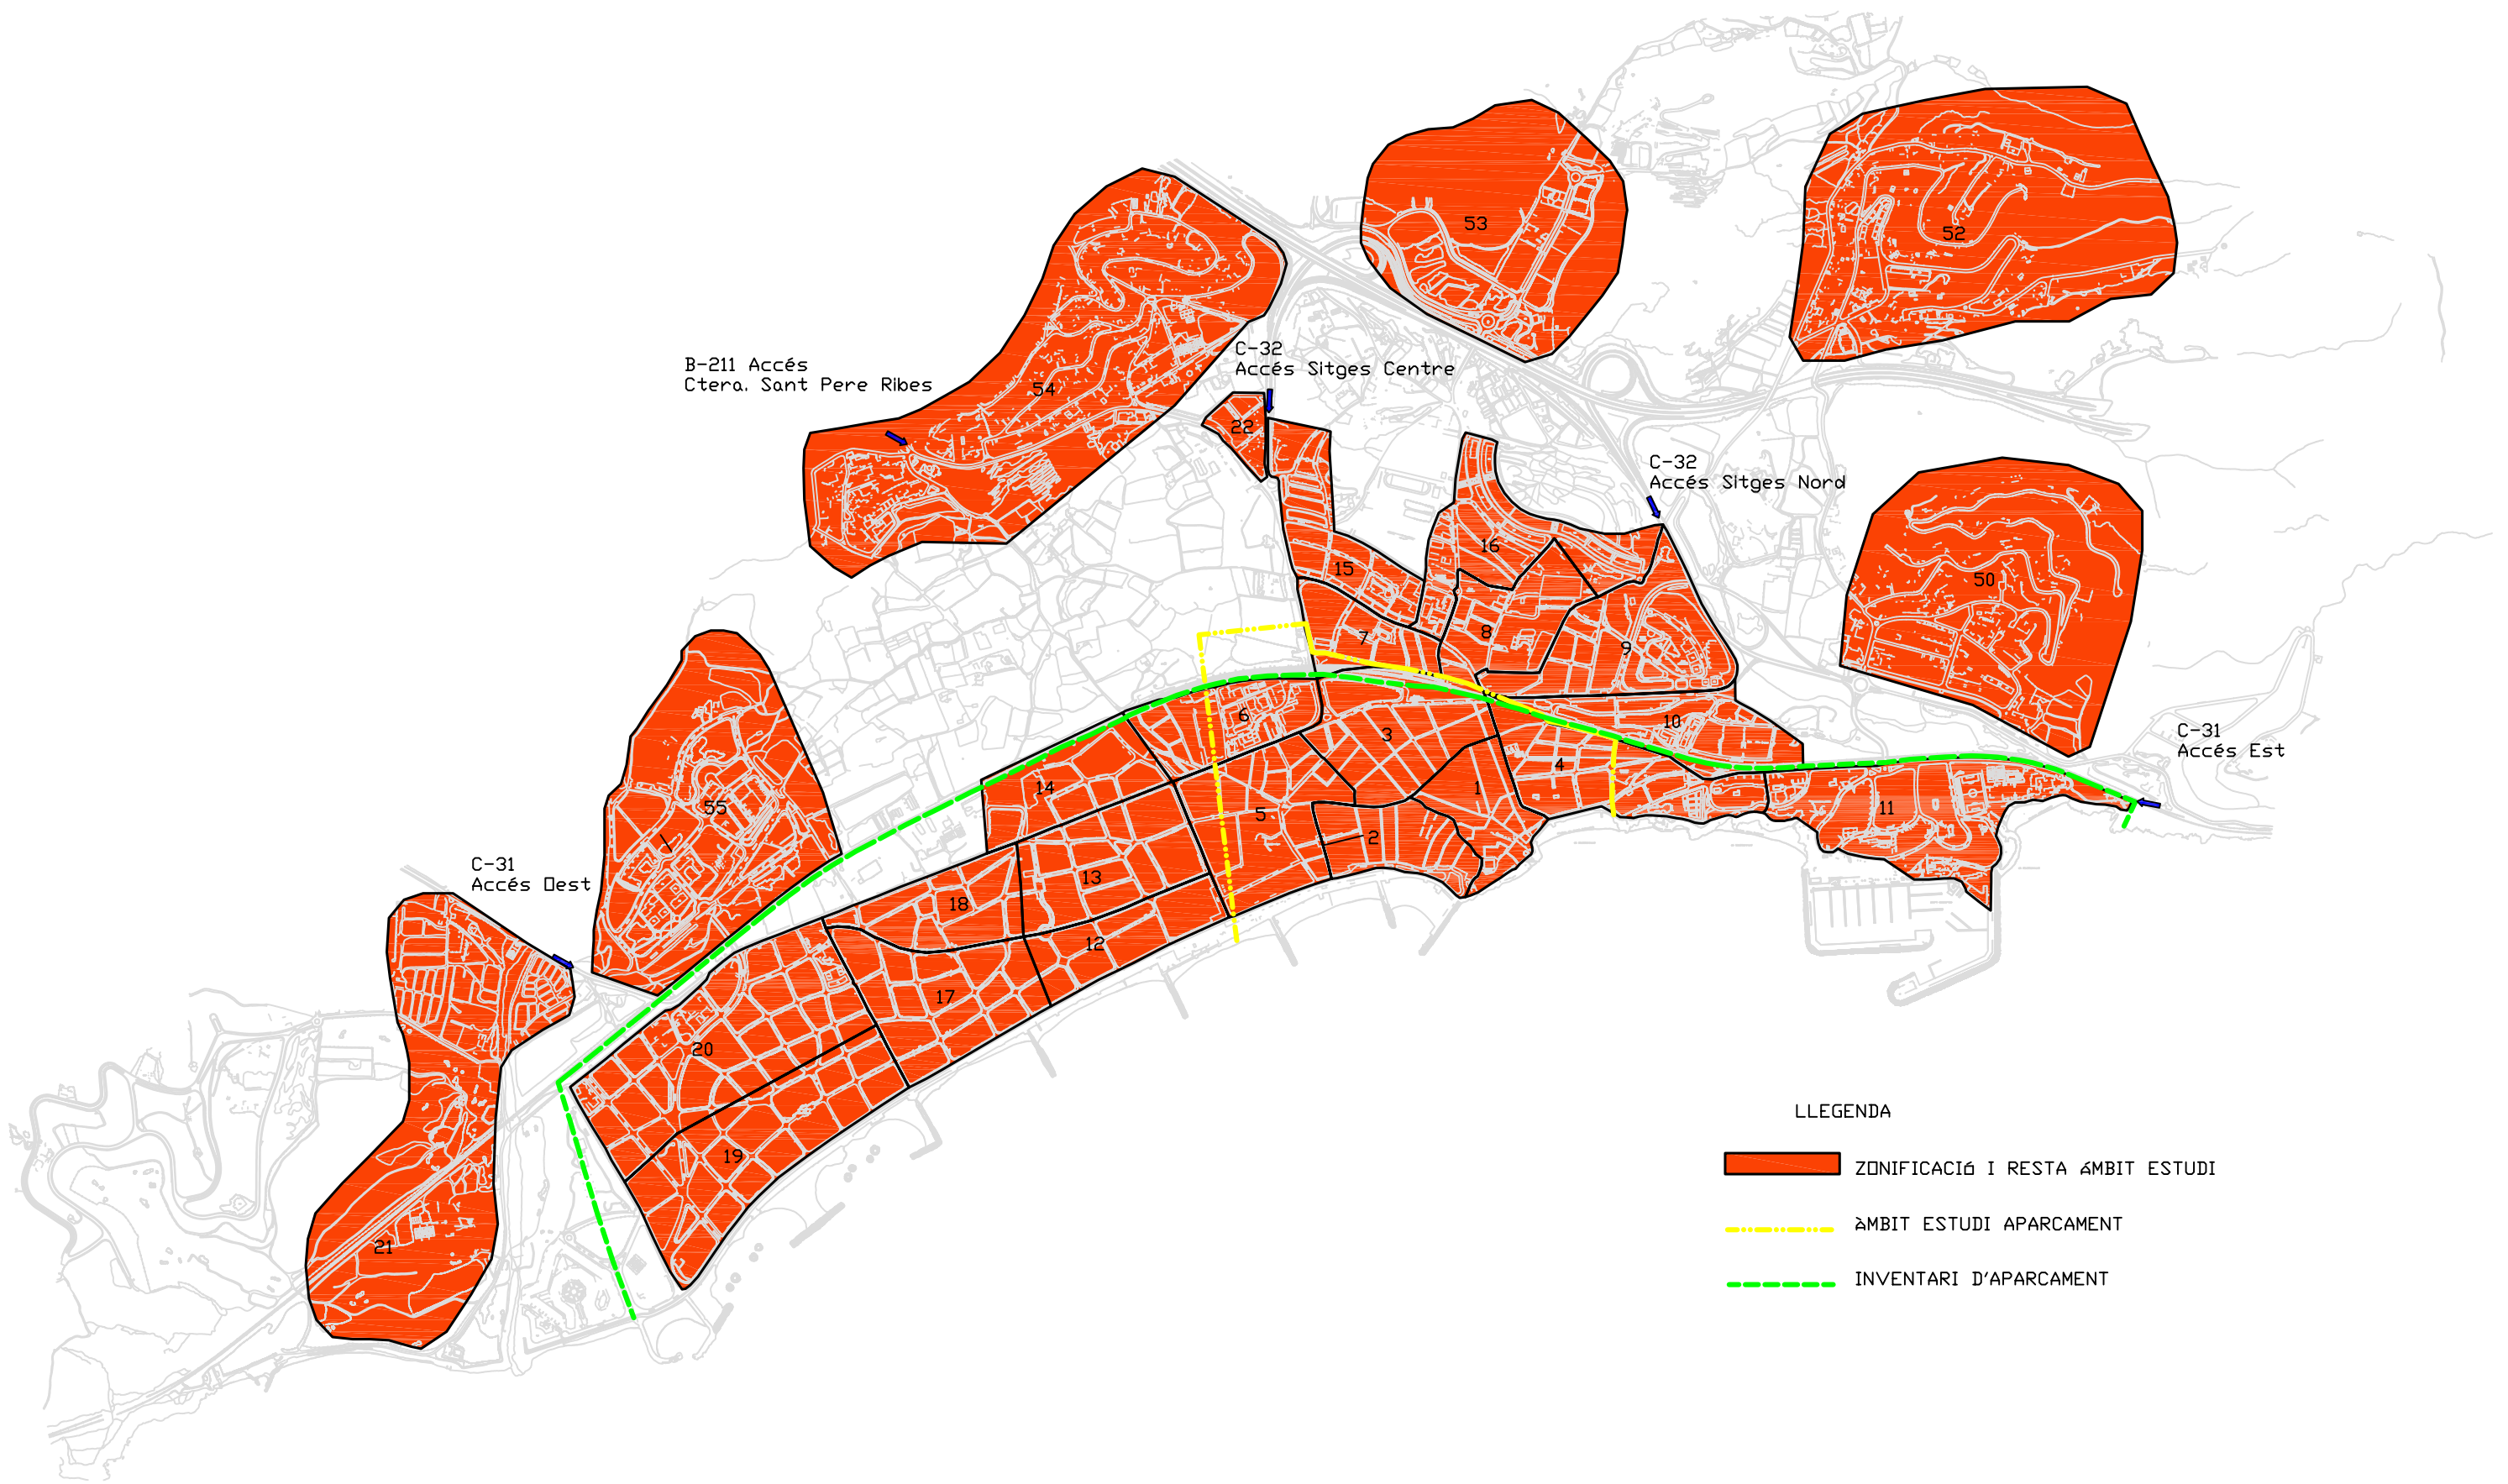 53
52
C-32
Accés Sitges Centre
B-211 Accés
Ctera. Sant Pere Ribes
54
22
C-32
Accés Sitges Nord
16
15
50
7
8
9
6
10
3
C-31
Accés Est
4
14
1
55
5
11
2
C-31
Accés Oest
13
18
12
17
20
19
21
LLEGENDA
ZONIFICACIÓ I RESTA ÁMBIT ESTUDI
ÀMBIT ESTUDI APARCAMENT
INVENTARI D'APARCAMENT